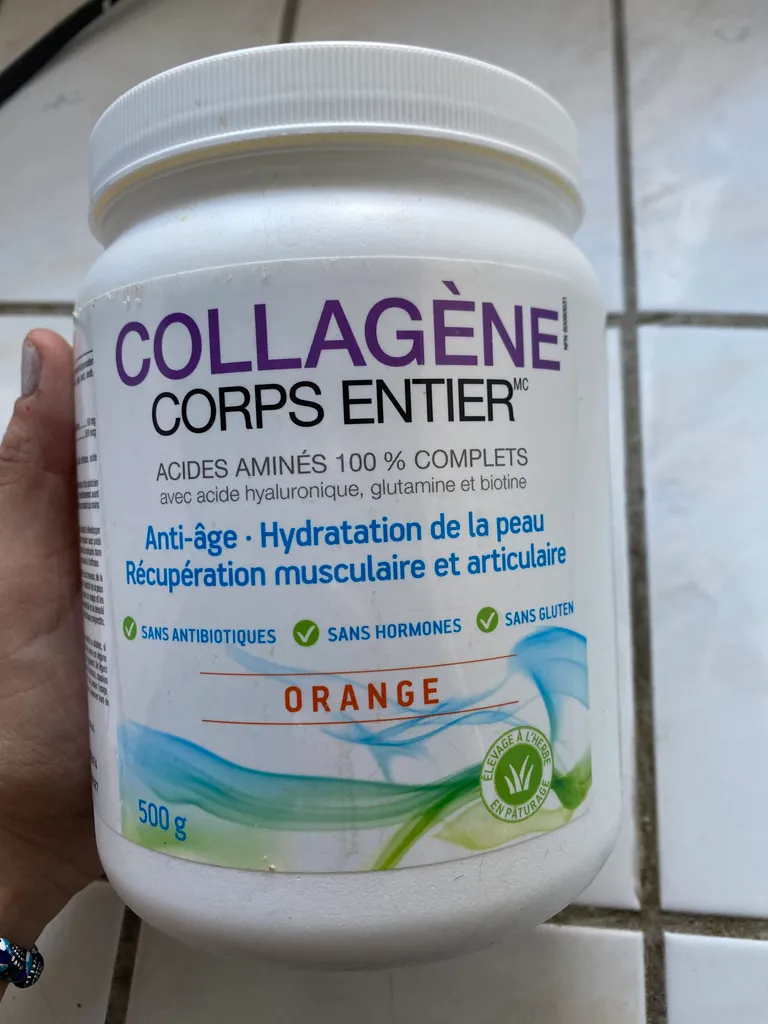 COLLAGÈNE
CORPS ENTIER MC
ACIDES AMINÉS 100 % COMPLETS
avec acide hyaluronique, glutamine et biotine
Anti-âge · Hydratation de la peau
Récupération musculaire et articulaire
SANS ANTIBIOTIQUES SANS HORMONES SANS GLUTEN
ORANGE
ÉLEVAGE À L'HERBE
EN PÂTURAGE
500 g